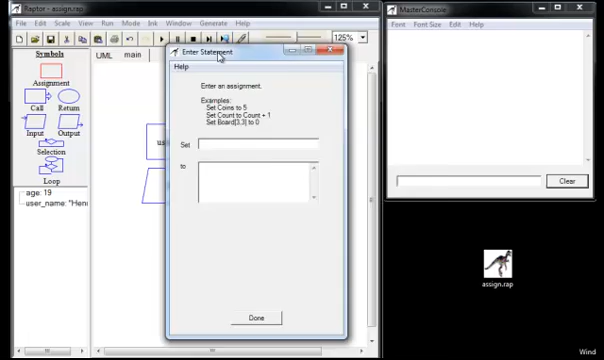 Raptor - assign.rap
File Edit Scale View Run Mode Ink Window Generate Help
125%
Symbols
UML main
Assignment
Call Return
Input Output
Selection
Loop
age: 19
user_name: "Hen
us
Enter Statement
Help
Enter an assignment.
Examples:
Set Coins to 5
Set Count to Count + 1
Set Board[3,3] to 0
Set
to
Done
MasterConsole
Font Font Size Edit Help
Clear
assign.rap
Wind